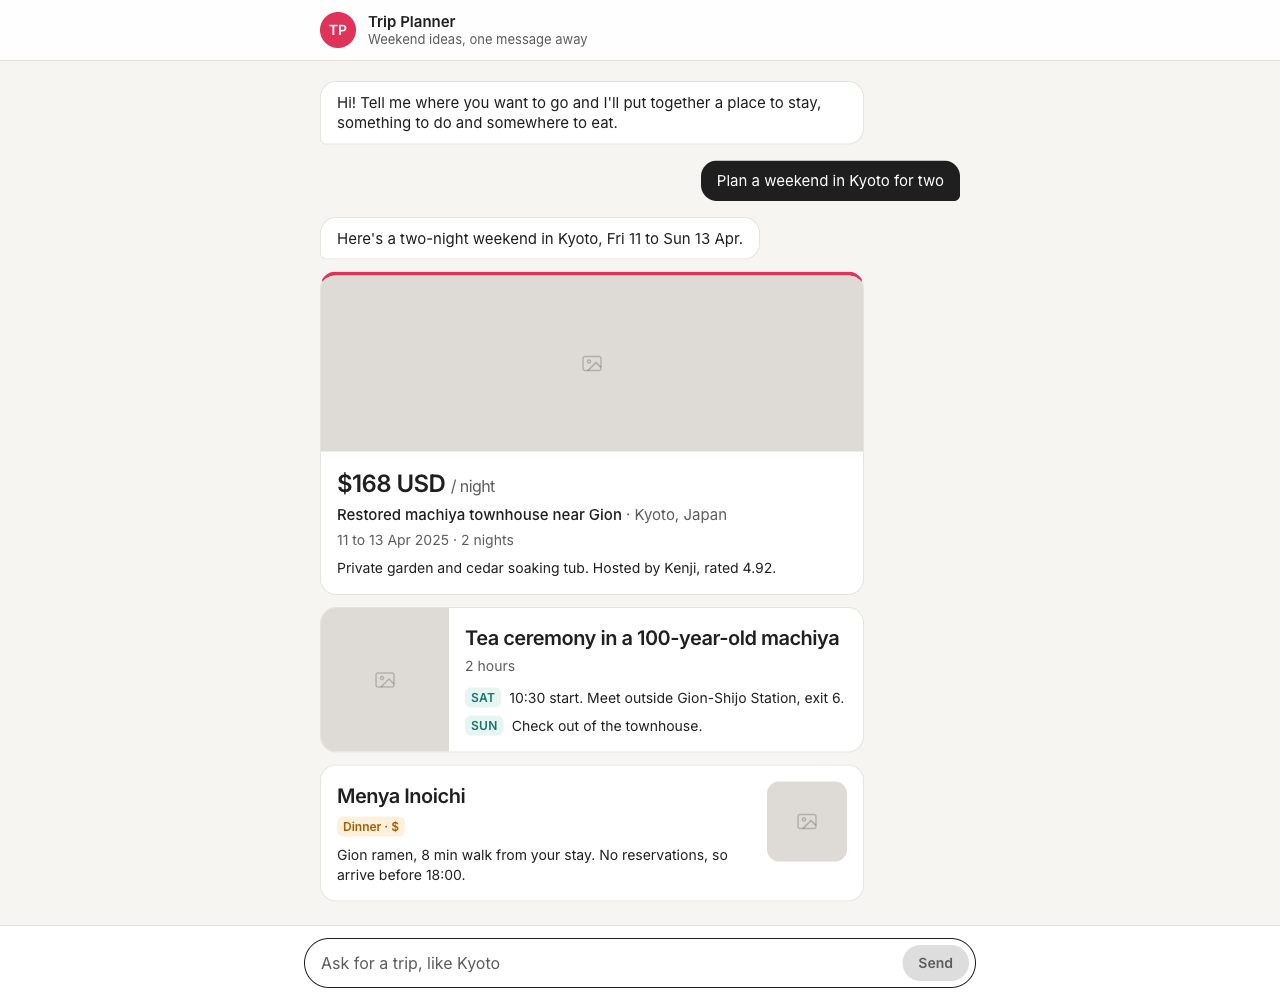 TP
Trip Planner
Weekend ideas, one message away
Hi! Tell me where you want to go and I'll put together a place to stay,
something to do and somewhere to eat.
Plan a weekend in Kyoto for two
Here's a two-night weekend in Kyoto, Fri 11 to Sun 13 Apr.
$168 USD / night
Restored machiya townhouse near Gion · Kyoto, Japan
11 to 13 Apr 2025 · 2 nights
Private garden and cedar soaking tub. Hosted by Kenji, rated 4.92.
Tea ceremony in a 100-year-old machiya
2 hours
SAT 10:30 start. Meet outside Gion-Shijo Station, exit 6.
SUN Check out of the townhouse.
Menya Inoichi
Dinner · $
Gion ramen, 8 min walk from your stay. No reservations, so
arrive before 18:00.
Ask for a trip, like Kyoto
Send